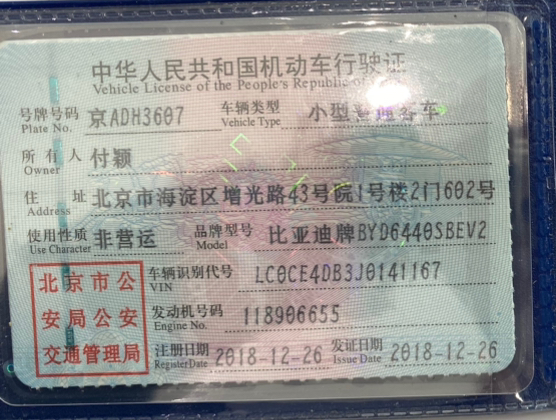 中华人民共和国机动车行驶证
Vehicle License of the People's Republic of
号牌号码 京ADH3607 车辆类型 小型普通客车
Plate No. Vehicle Type
所有人 付颖
Owner
住址 北京市海淀区增光路43号院1号楼2门602号
Address
使用性质 非营运 品牌型号 比亚迪牌BYD6440SBEV2
Use Character Model
北京市公
安局公安
交通管理局
车辆识别代号 LC0CE4DB3J0141167
VIN
发动机号码 118906655
Engine No.
注册日期 2018-12-26 发证日期 2018-12-26
Register Date Issue Date